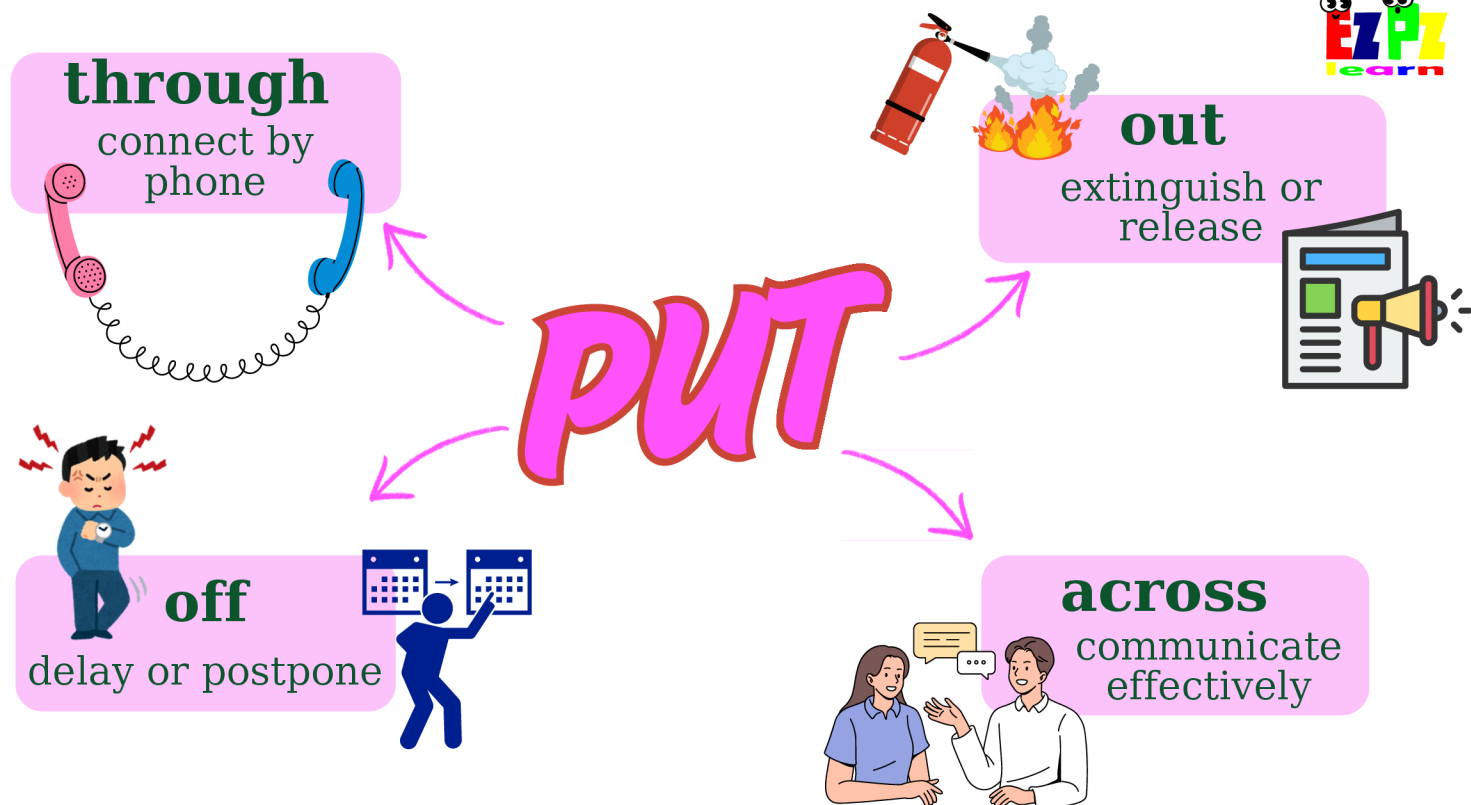 EZPZ
learn
through
connect by
phone
out
extinguish or
release
PUT
off
delay or postpone
across
communicate
effectively